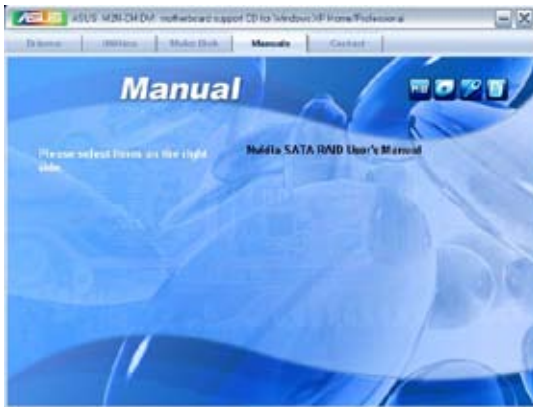 ASUS M2N-CM DVI motherboard support CD for Windows XP Home/Professional
Drivers Utilities Make Disk Manuals Contact
Manual
Please select items on the right side.
Nvidia SATA RAID User's Manual